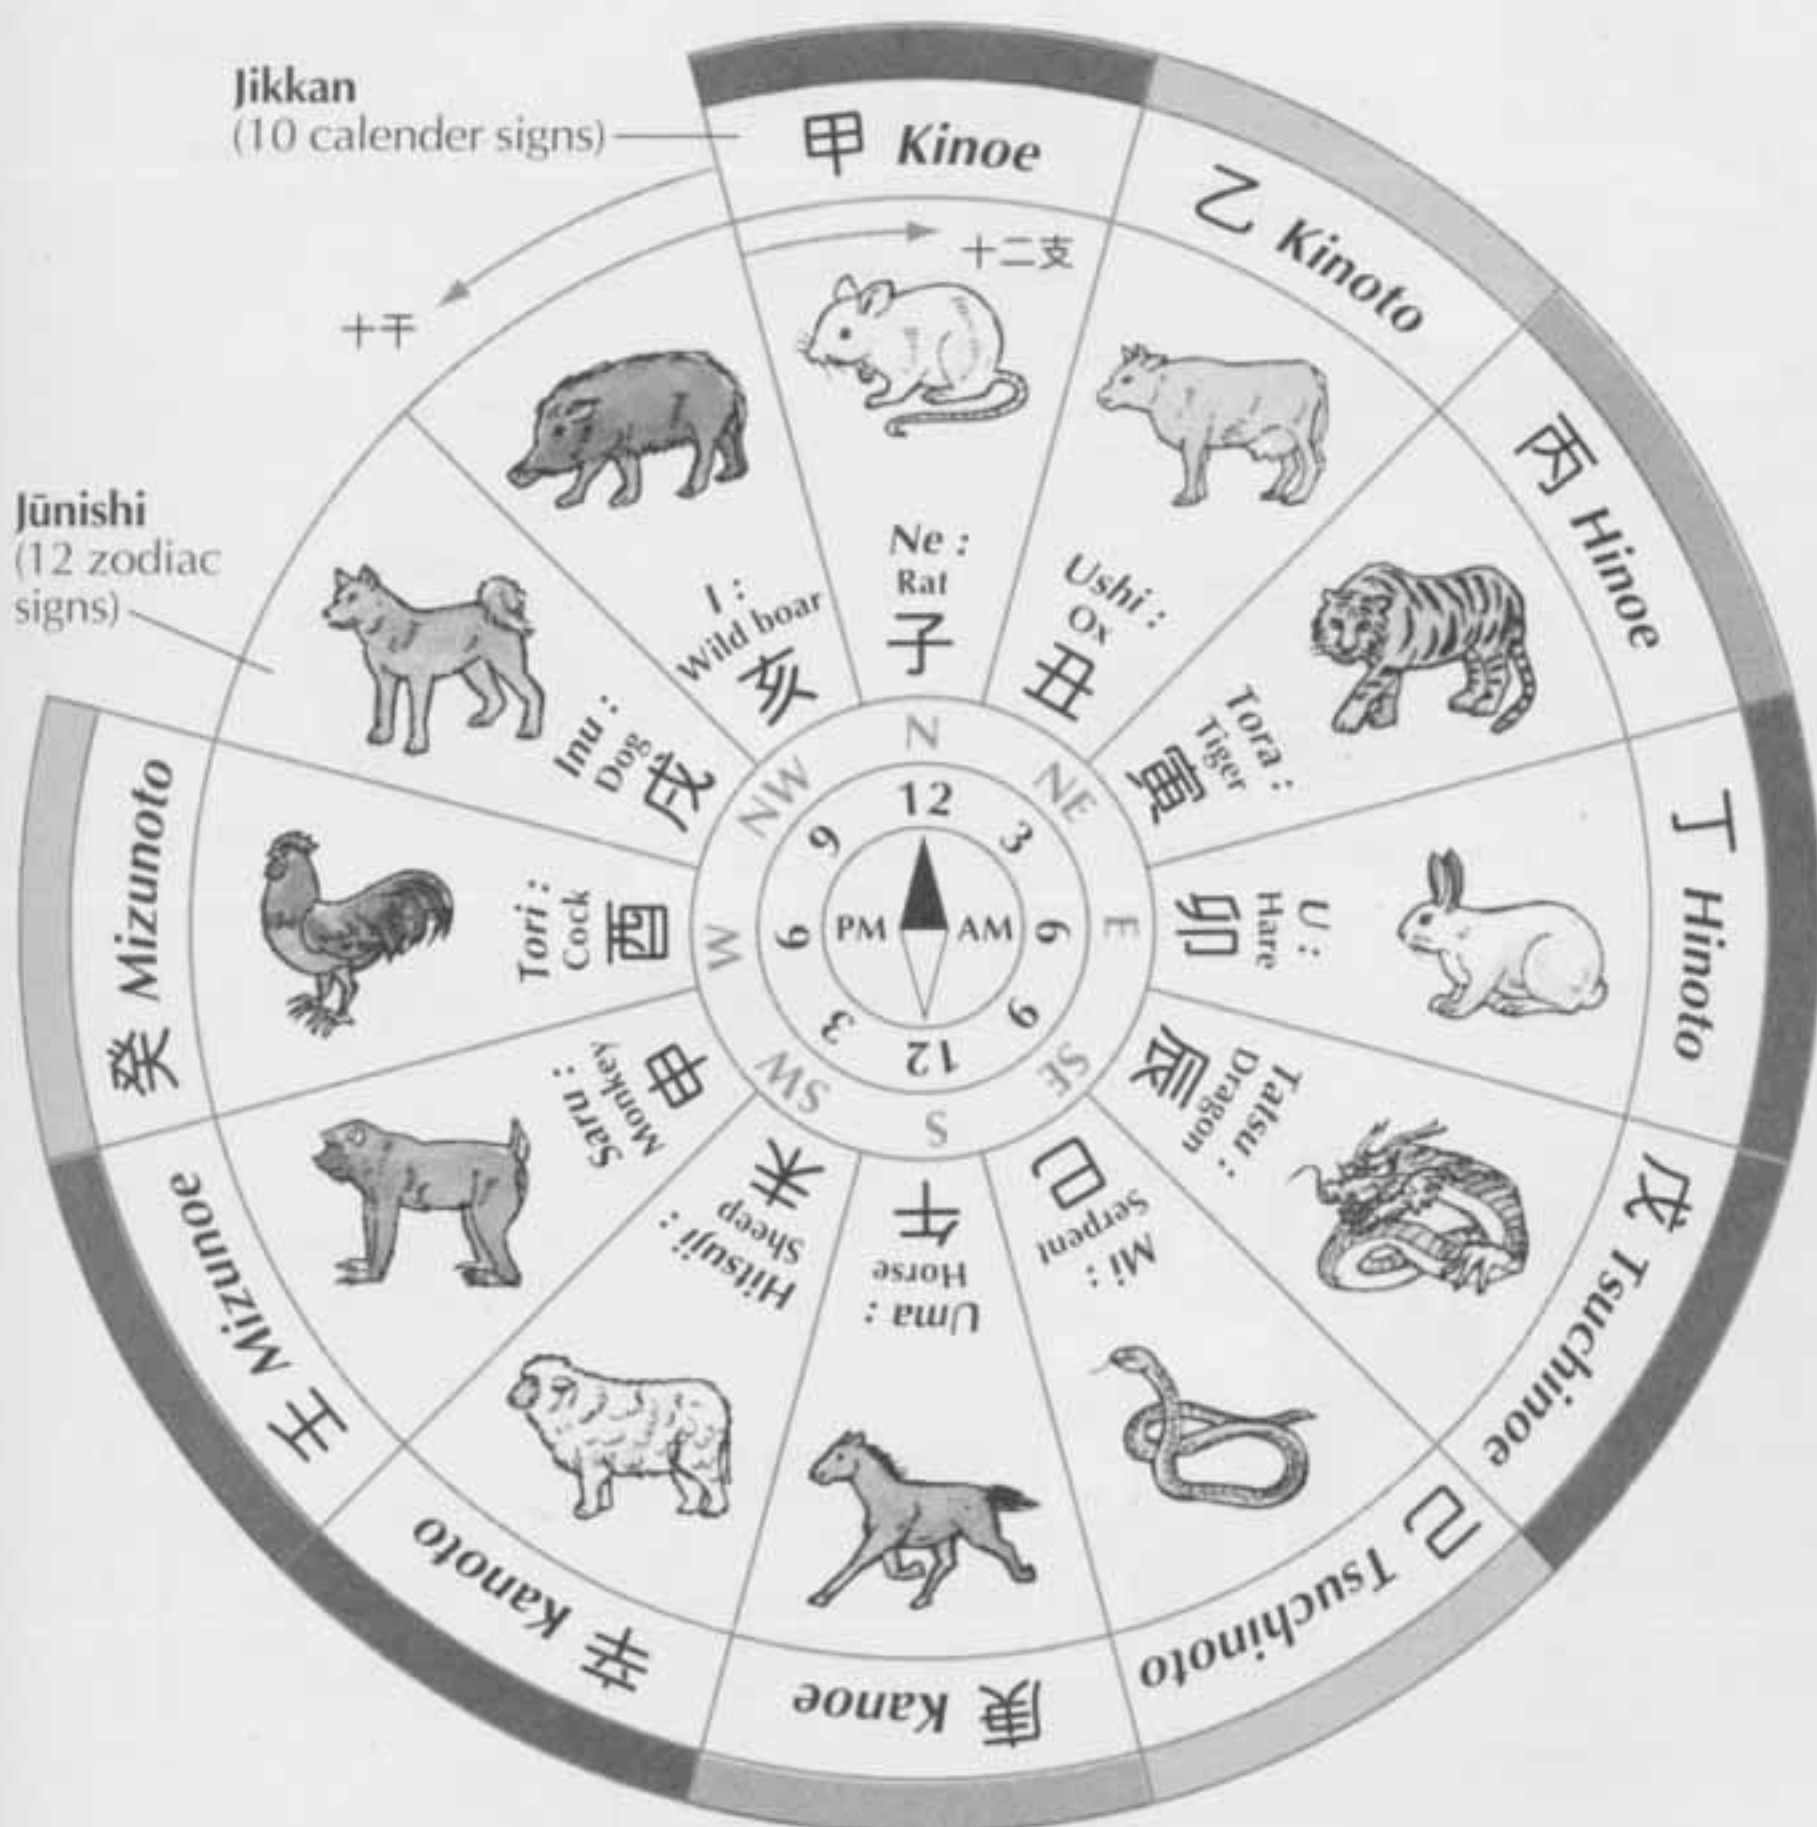 Jikkan
(10 calender signs)
十干
十二支
Jūnishi
(12 zodiac
signs)
甲 Kinoe
乙 Kinoto
丙 Hinoe
丁 Hinoto
戊 Tsuchinoe
己 Tsuchinoto
庚 Kanoe
辛 Kanoto
壬 Mizunoe
癸 Mizunoto
Ne :
Rat
子
Ushi :
Ox
丑
Tora :
Tiger
寅
U :
Hare
卯
Tatsu :
Dragon
辰
Mi :
Serpent
巳
Uma :
Horse
午
Hitsuji :
Sheep
未
Saru :
Monkey
申
Tori :
Cock
酉
Inu :
Dog
戌
I :
Wild boar
亥
N
NE
E
SE
S
SW
W
NW
12
3
6
9
12
3
6
9
PM
AM